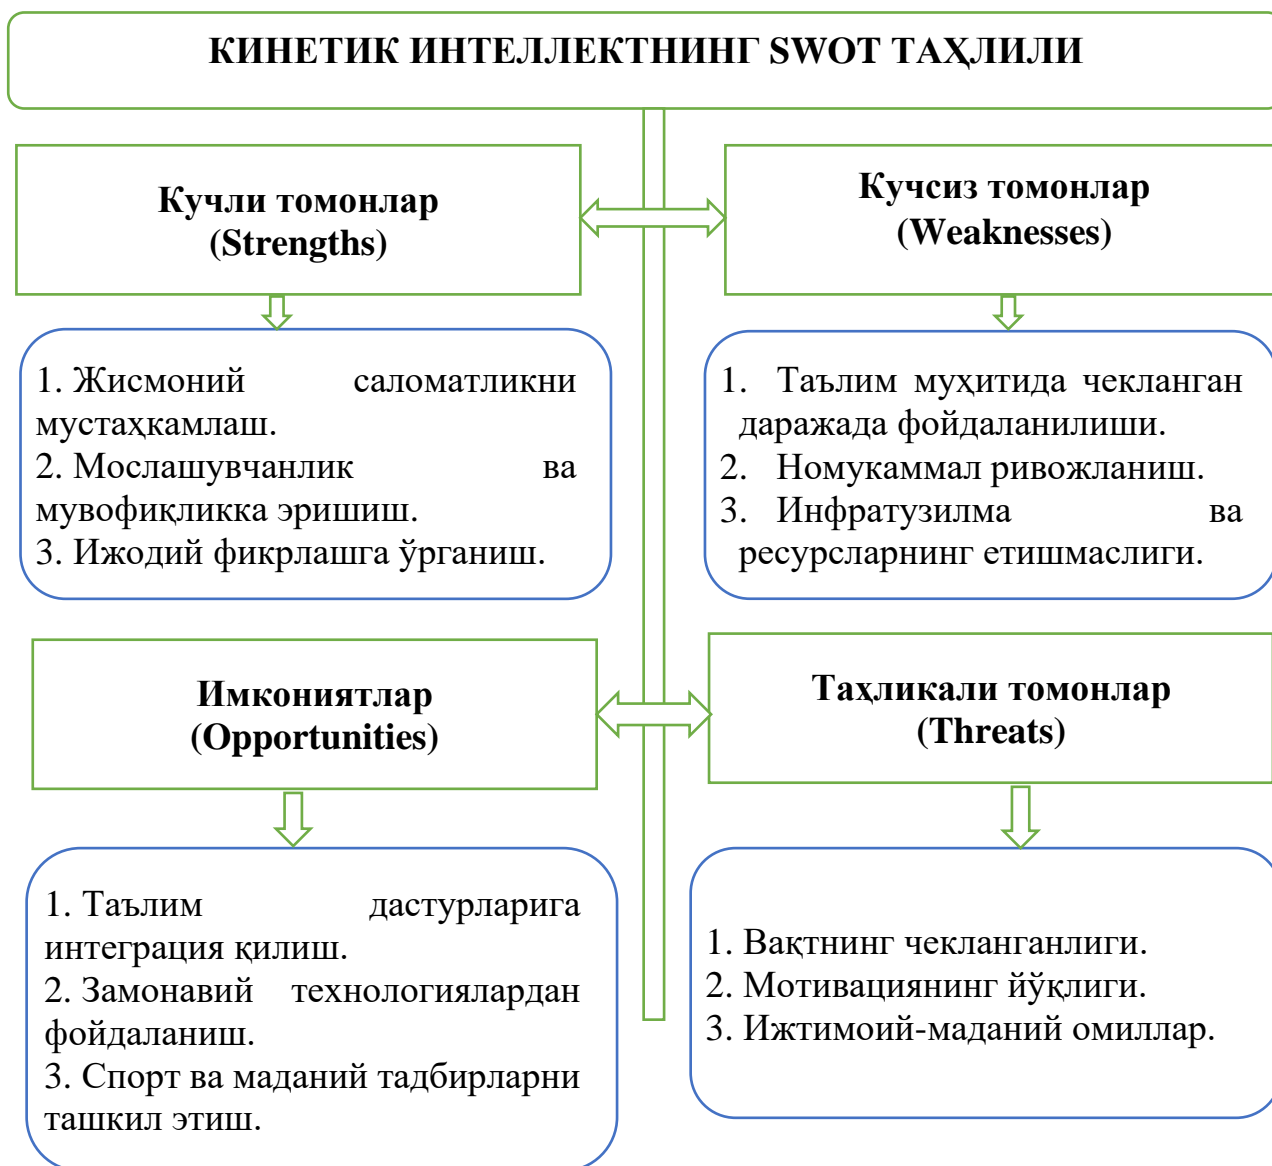 КИНЕТИК ИНТЕЛЛЕКТНИНГ SWOT ТАҲЛИЛИ
Кучли томонлар
(Strengths)
Кучсиз томонлар
(Weaknesses)
1. Жисмоний саломатликни
мустаҳкамлаш.
2. Мослашувчанлик ва
мувофиқликка эришиш.
3. Ижодий фикрлашга ўрганиш.
1. Таълим муҳитида чекланган
даражада фойдаланилиши.
2. Номукаммал ривожланиш.
3. Инфратузилма ва
ресурсларнинг етишмаслиги.
Имкониятлар
(Opportunities)
Таҳликали томонлар
(Threats)
1. Таълим дастурларига
интеграция қилиш.
2. Замонавий технологиялардан
фойдаланиш.
3. Спорт ва маданий тадбирларни
ташкил этиш.
1. Вақтнинг чекланганлиги.
2. Мотивациянинг йўқлиги.
3. Ижтимоий-маданий омиллар.